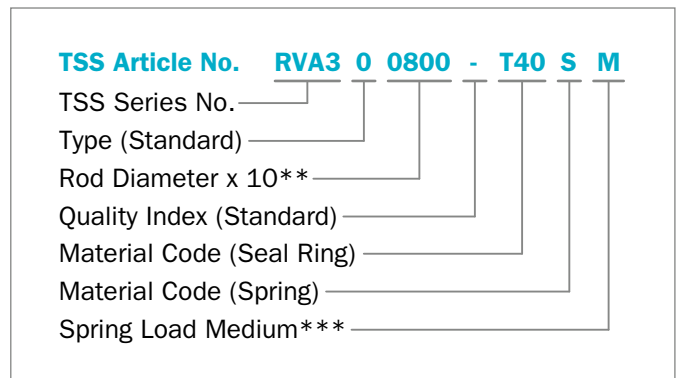 TSS Article No. RVA3 0 0800 - T40 S M
TSS Series No.
Type (Standard)
Rod Diameter x 10**
Quality Index (Standard)
Material Code (Seal Ring)
Material Code (Spring)
Spring Load Medium***